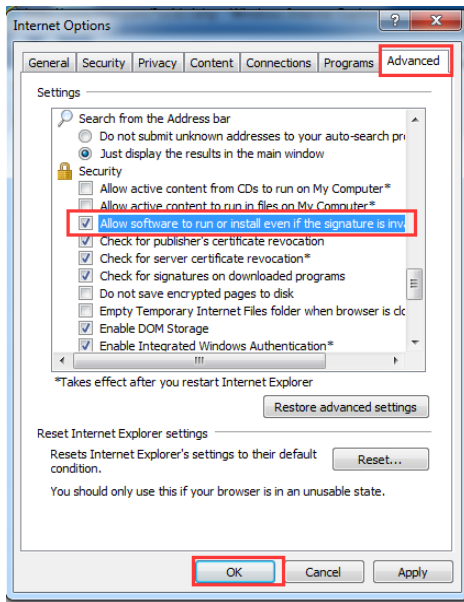 Internet Options
General Security Privacy Content Connections Programs Advanced
Settings
Search from the Address bar
Do not submit unknown addresses to your auto-search pr
Just display the results in the main window
Security
Allow active content from CDs to run on My Computer*
Allow active content to run in files on My Computer*
Allow software to run or install even if the signature is inv
Check for publisher's certificate revocation
Check for server certificate revocation*
Check for signatures on downloaded programs
Do not save encrypted pages to disk
Empty Temporary Internet Files folder when browser is clo
Enable DOM Storage
Enable Integrated Windows Authentication*
*Takes effect after you restart Internet Explorer
Restore advanced settings
Reset Internet Explorer settings
Resets Internet Explorer's settings to their default
condition.
Reset...
You should only use this if your browser is in an unusable state.
OK Cancel Apply